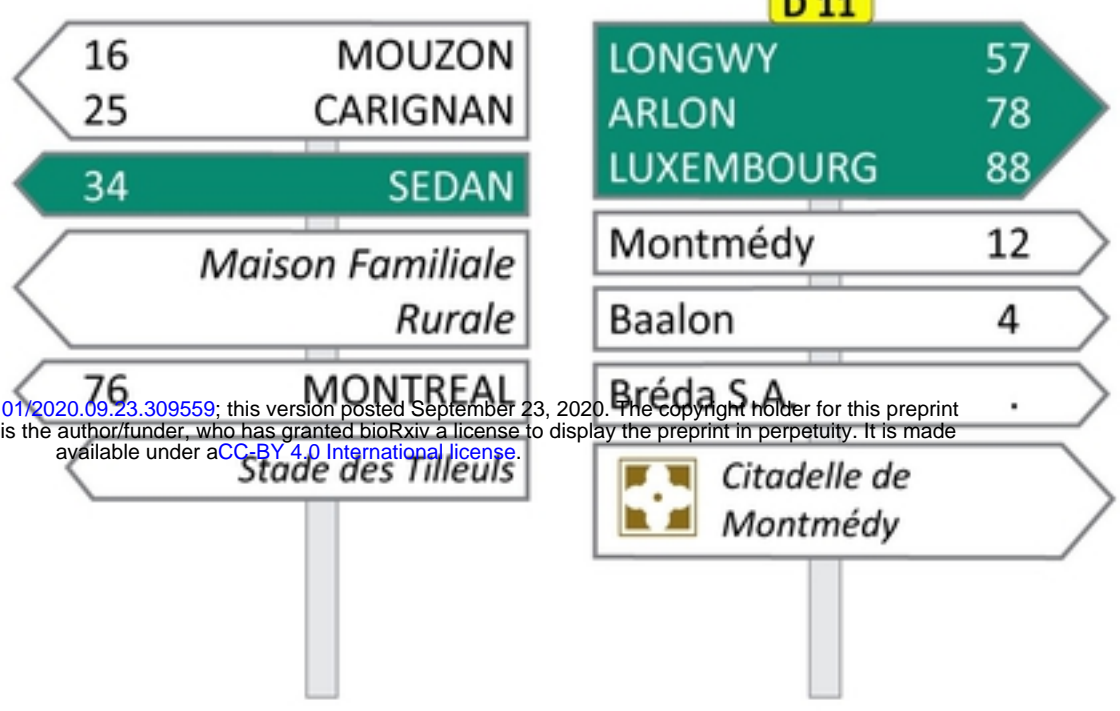 16 MOUZON
25 CARIGNAN
34 SEDAN
Maison Familiale
Rurale
76 MONTREAL
Stade des Tilleuls
D 11
LONGWY 57
ARLON 78
LUXEMBOURG 88
Montmédy 12
Baalon 4
Bréda S.A. .
Citadelle de
Montmédy
01/2020.09.23.309559; this version posted September 23, 2020. The copyright holder for this preprint
is the author/funder, who has granted bioRxiv a license to display the preprint in perpetuity. It is made
available under aCC-BY 4.0 International license.